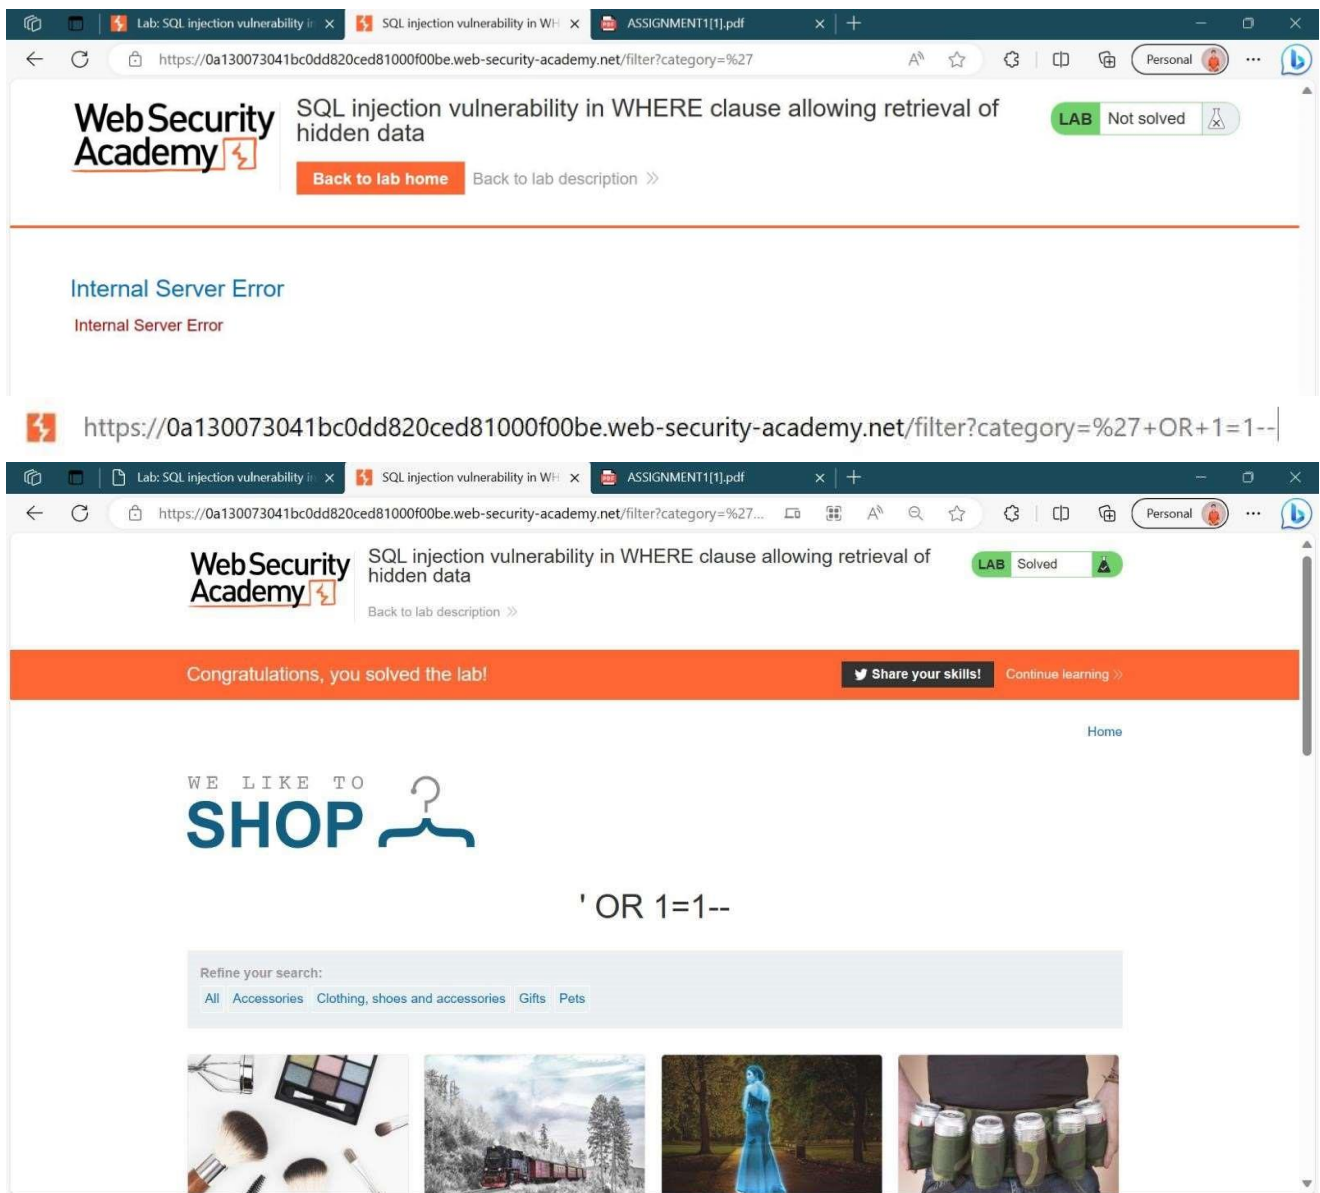 Lab: SQL injection vulnerability in
SQL injection vulnerability in WH
ASSIGNMENT1[1].pdf
https://0a130073041bc0dd820ced81000f00be.web-security-academy.net/filter?category=%27
Personal
Web Security
Academy
SQL injection vulnerability in WHERE clause allowing retrieval of
hidden data
LAB Not solved
Back to lab home Back to lab description
Internal Server Error
Internal Server Error
https://0a130073041bc0dd820ced81000f00be.web-security-academy.net/filter?category=%27+OR+1=1--
Lab: SQL injection vulnerability in
SQL injection vulnerability in WH
ASSIGNMENT1[1].pdf
https://0a130073041bc0dd820ced81000f00be.web-security-academy.net/filter?category=%27...
Personal
Web Security
Academy
SQL injection vulnerability in WHERE clause allowing retrieval of
hidden data
LAB Solved
Back to lab description
Congratulations, you solved the lab!
Share your skills! Continue learning
Home
WE LIKE TO
SHOP
' OR 1=1--
Refine your search:
All Accessories Clothing, shoes and accessories Gifts Pets